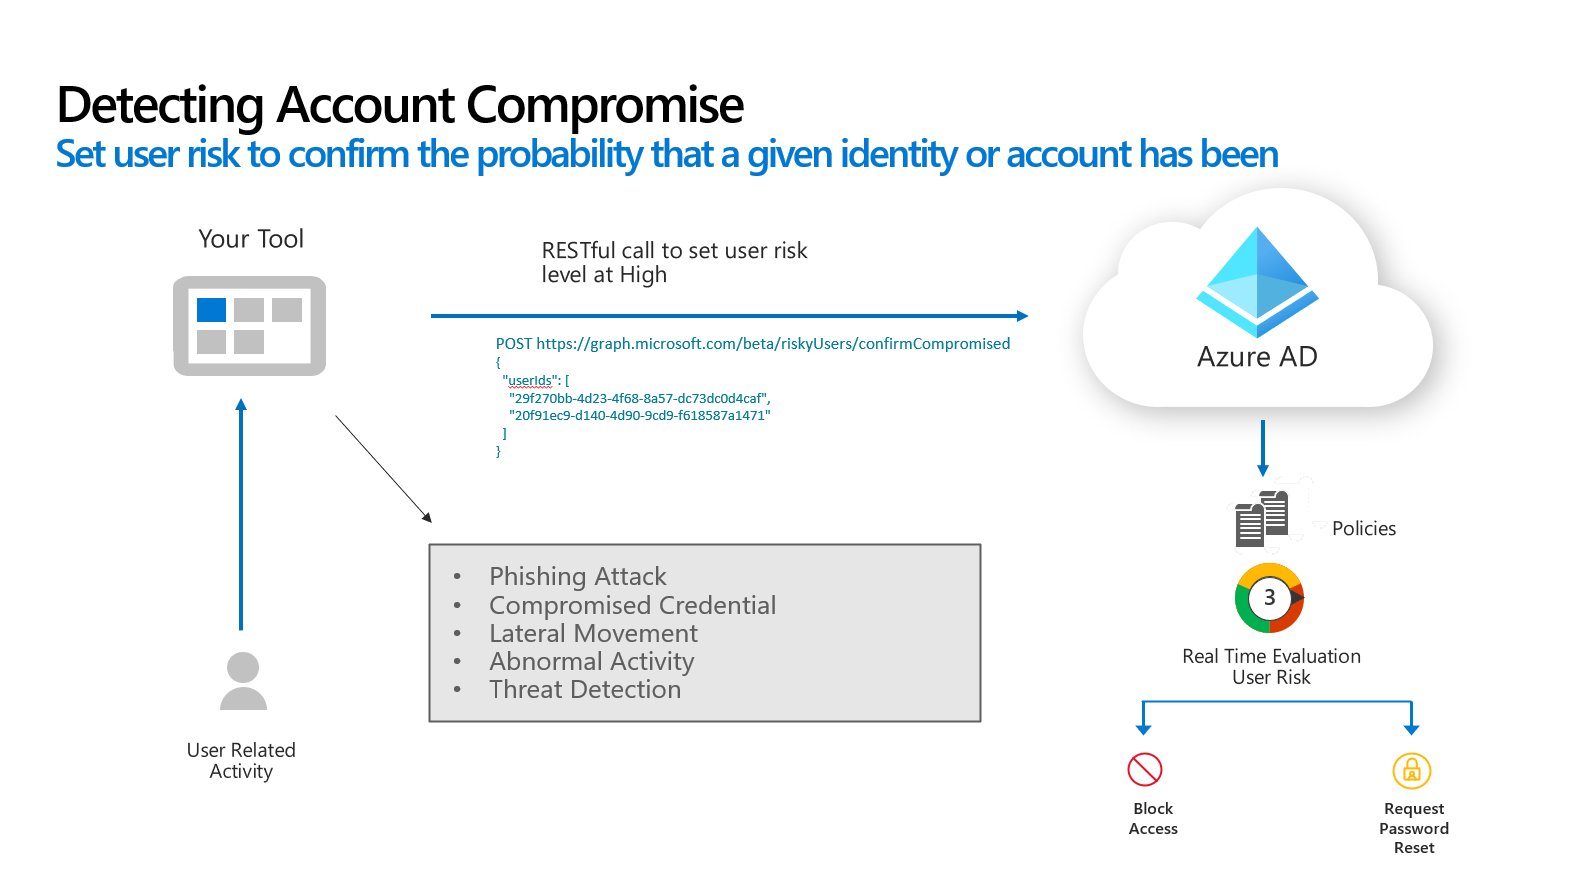 Detecting Account Compromise
Set user risk to confirm the probability that a given identity or account has been
Your Tool
RESTful call to set user risk
level at High
POST https://graph.microsoft.com/beta/riskyUsers/confirmCompromised
{
"userIds": [
"29f270bb-4d23-4f68-8a57-dc73dc0d4caf",
"20f91ec9-d140-4d90-9cd9-f618587a1471"
]
}
Azure AD
Policies
3
Real Time Evaluation
User Risk
• Phishing Attack
• Compromised Credential
• Lateral Movement
• Abnormal Activity
• Threat Detection
User Related
Activity
Block
Access
Request
Password
Reset